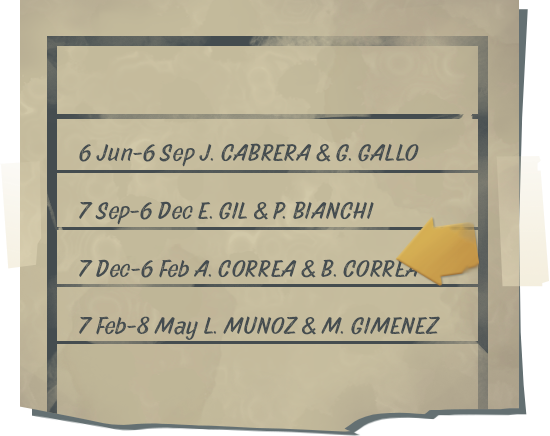 6 Jun-6 Sep J. CABRERA & G. GALLO
7 Sep-6 Dec E. GIL & P. BIANCHI
7 Dec-6 Feb A. CORREA & B. CORREA
7 Feb-8 May L. MUNOZ & M. GIMENEZ